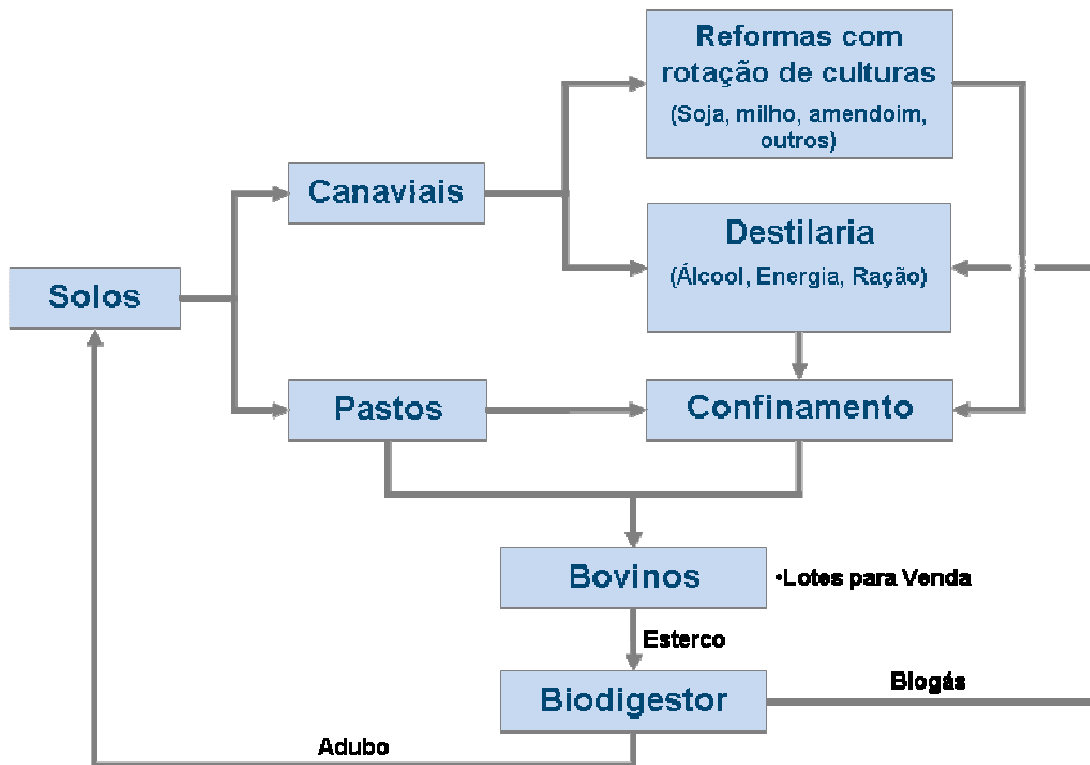 Reformas com
rotação de culturas
(Soja, milho, amendoim,
outros)
Canaviais
Destilaria
(Álcool, Energia, Ração)
Solos
Pastos
Confinamento
Bovinos
•Lotes para Venda
Esterco
Biodigestor
Biogás
Adubo